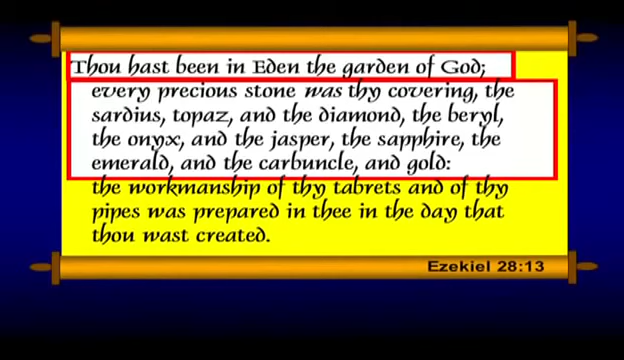 Thou hast been in Eden the garden of God;
every precious stone was thy covering, the
sardius, topaz, and the diamond, the beryl,
the onyx, and the jasper, the sapphire, the
emerald, and the carbuncle, and gold:
the workmanship of thy tabrets and of thy
pipes was prepared in thee in the day that
thou wast created.
Ezekiel 28:13